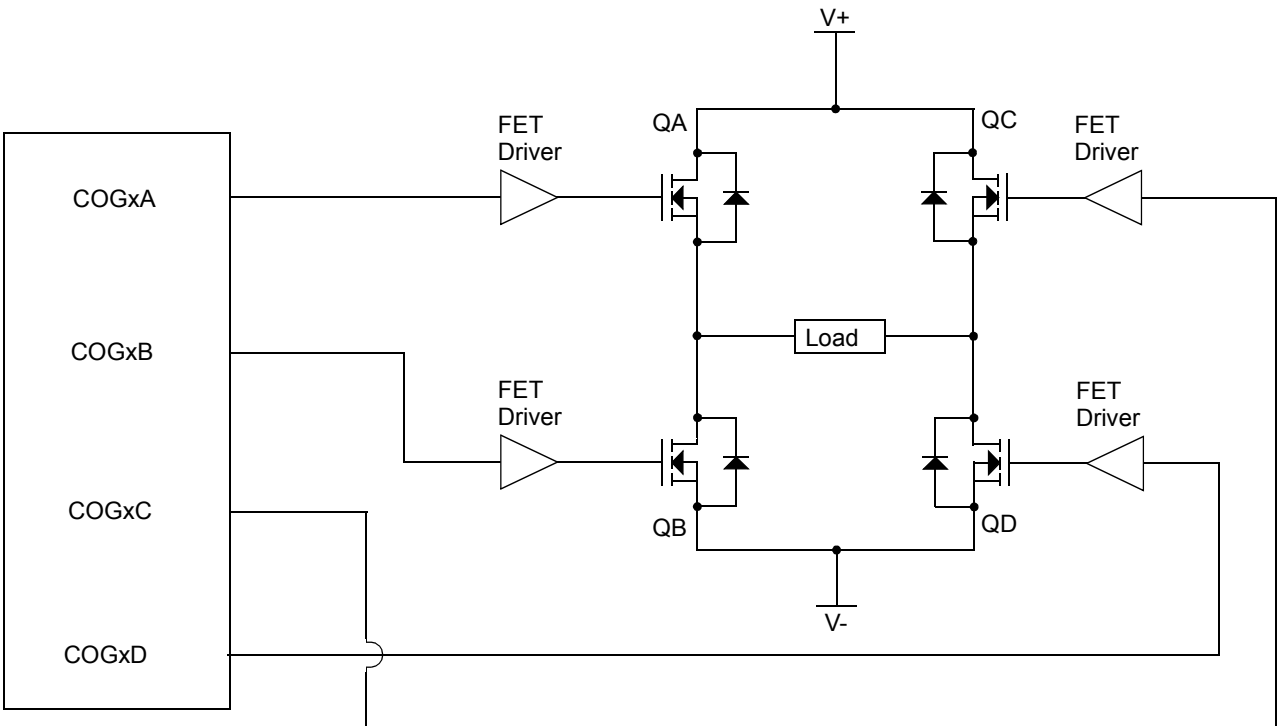 V+
QA
QC
FET
Driver
FET
Driver
COGxA
COGxB
Load
FET
Driver
FET
Driver
COGxC
QB
QD
V-
COGxD